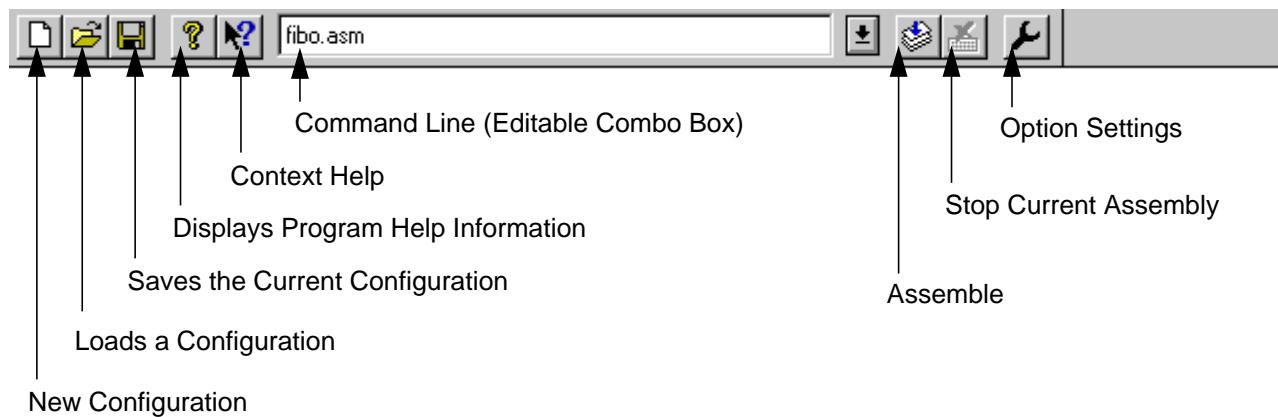 fibo.asm
Command Line (Editable Combo Box)
Option Settings
Context Help
Stop Current Assembly
Displays Program Help Information
Saves the Current Configuration
Assemble
Loads a Configuration
New Configuration